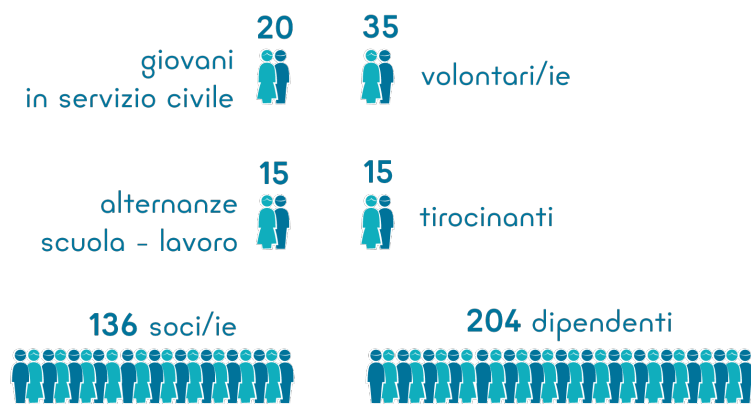 20
giovani
in servizio civile
35
volontari/ie
15
alternanze
scuola - lavoro
15
tirocinanti
136 soci/ie
204 dipendenti